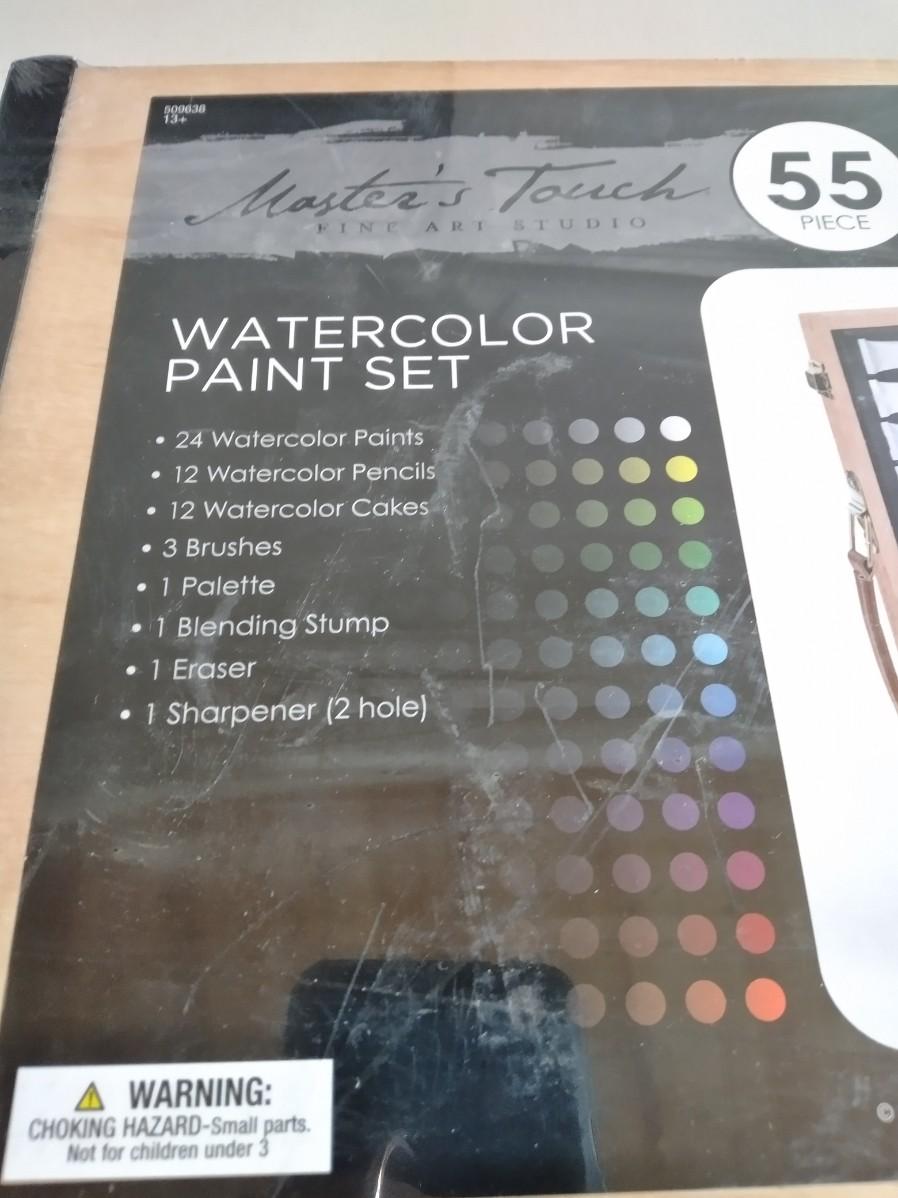 509638
13+
Master's Touch
FINE ART STUDIO
55
PIECE
WATERCOLOR
PAINT SET
• 24 Watercolor Paints
• 12 Watercolor Pencils
• 12 Watercolor Cakes
• 3 Brushes
• 1 Palette
• 1 Blending Stump
• 1 Eraser
• 1 Sharpener (2 hole)
WARNING:
CHOKING HAZARD-Small parts.
Not for children under 3